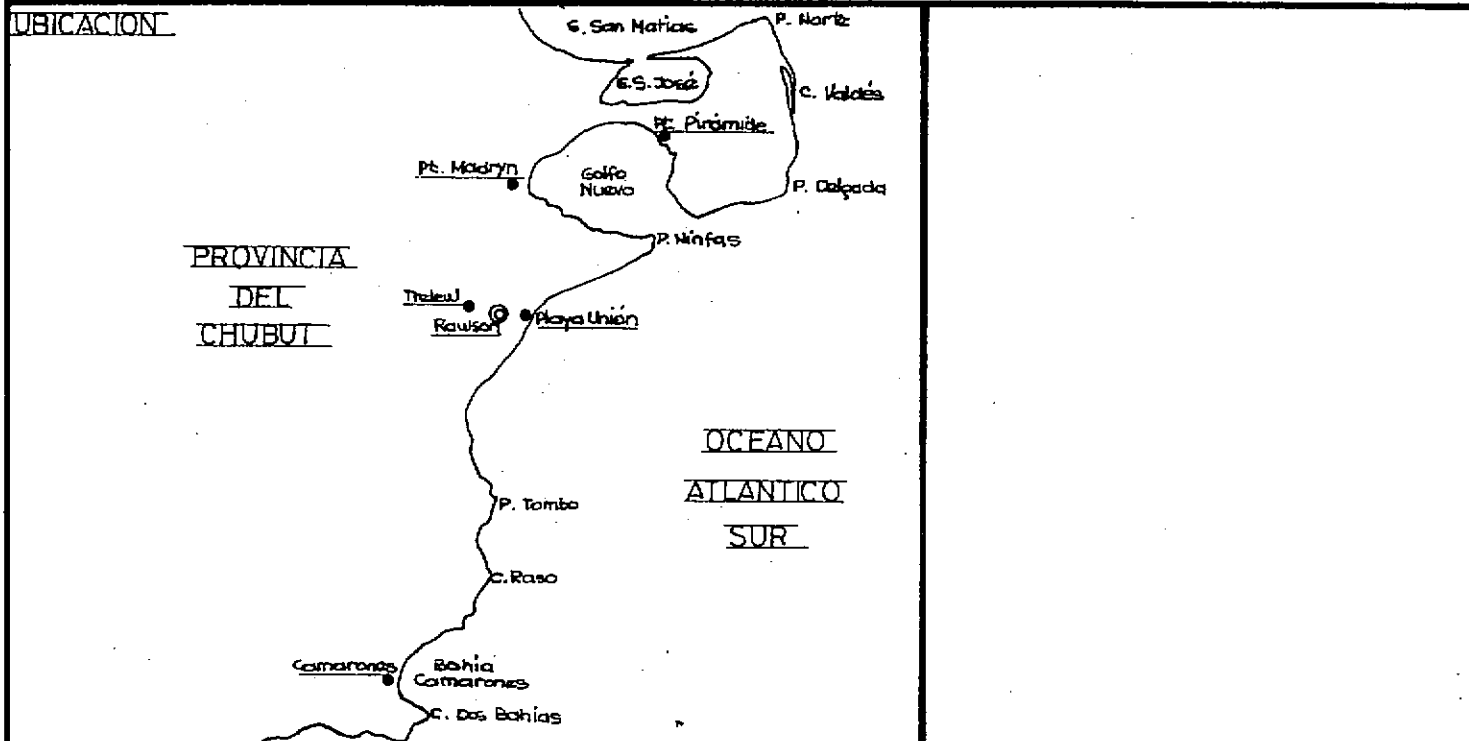 UBICACION
G. San Matias
P. Norte
G.S. José
C. Valdés
Pt. Pirámide
Pt. Madryn
Golfo
Nuevo
P. Delgada
P. Ninfas
PROVINCIA
DEL
CHUBUT
Trelew
Rawson
Playa Unión
OCEANO
ATLANTICO
SUR
P. Tombo
C. Raso
Camarones
Bahia
Camarones
C. Dos Bahías